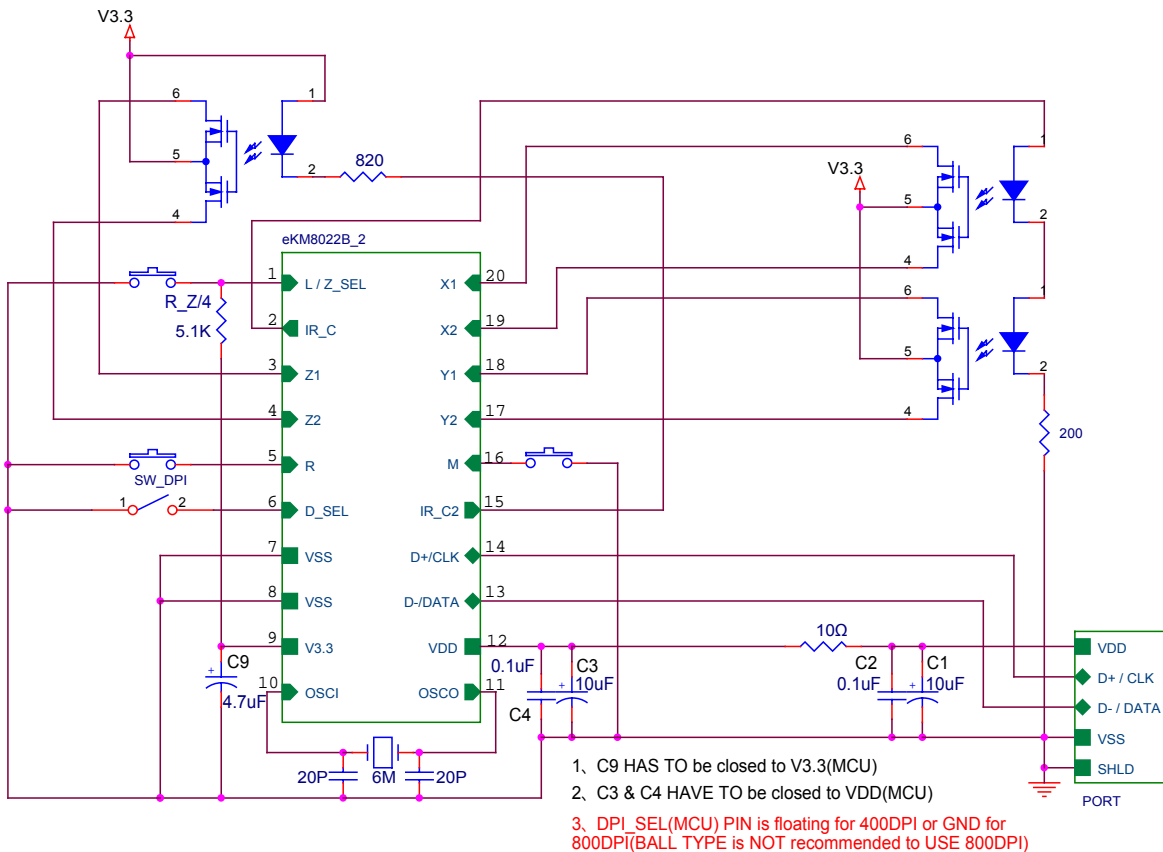 V3.3
6
1
5
2
820
4
6
1
V3.3
5
2
4
eKM8022B_2
1
L / Z_SEL
X1
20
R_Z/4
5.1K
2
IR_C
X2
19
6
1
3
Z1
Y1
18
5
2
4
Z2
Y2
17
4
200
5
R
M
16
SW_DPI
1
2
6
D_SEL
IR_C2
15
7
VSS
D+/CLK
14
8
VSS
D-/DATA
13
9
V3.3
VDD
12
10Ω
VDD
C9
4.7uF
0.1uF
C3
10uF
C4
C2
0.1uF
C1
10uF
D+ / CLK
10
OSCI
OSCO
11
D- / DATA
VSS
SHLD
PORT
20P
6M
20P
1、C9 HAS TO be closed to V3.3(MCU)
2、C3 & C4 HAVE TO be closed to VDD(MCU)
3、DPI_SEL(MCU) PIN is floating for 400DPI or GND for
800DPI(BALL TYPE is NOT recommended to USE 800DPI)